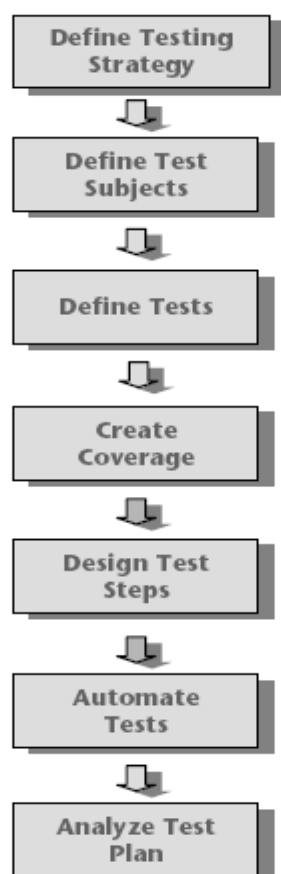 Define Testing
Strategy
Define Test
Subjects
Define Tests
Create
Coverage
Design Test
Steps
Automate
Tests
Analyze Test
Plan